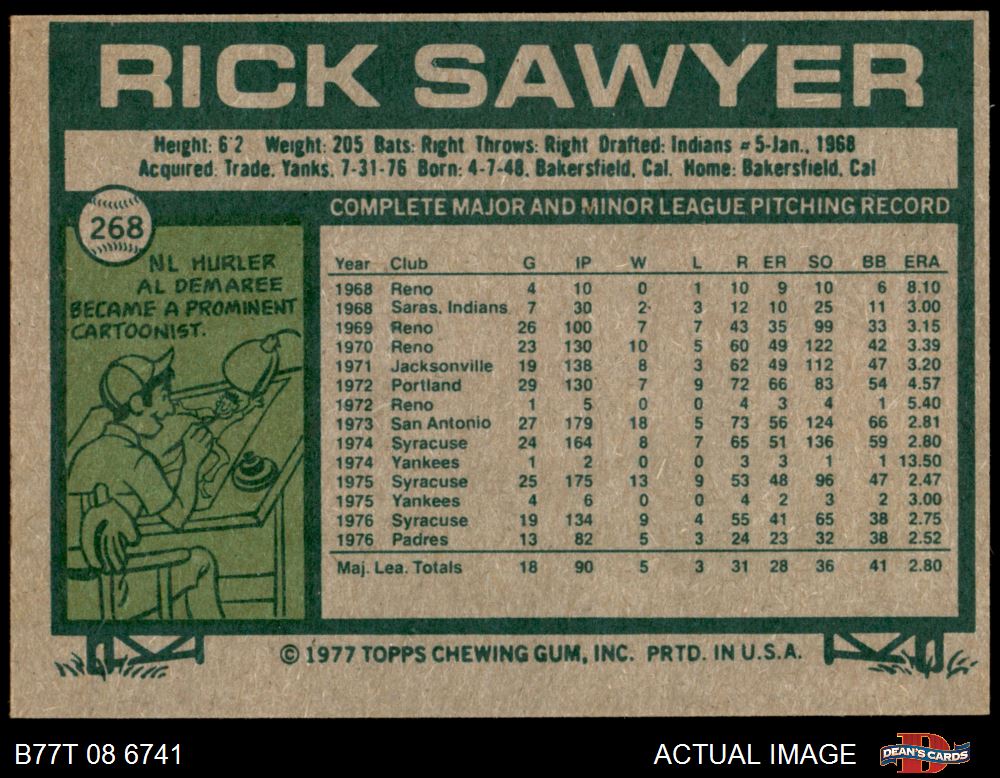 RICK SAWYER
Height: 6'2 Weight: 205 Bats: Right Throws: Right Drafted: Indians #5-Jan., 1968
Acquired: Trade, Yanks, 7-31-76 Born: 4-7-48, Bakersfield, Cal. Home: Bakersfield, Cal
268
NL HURLER
AL DEMAREE
BECAME A PROMINENT
CARTOONIST.
COMPLETE MAJOR AND MINOR LEAGUE PITCHING RECORD
Year Club G IP W L R ER SO BB ERA
1968 Reno 4 10 0 1 10 9 10 6 8.10
1968 Saras. Indians 7 30 2 3 12 10 25 11 3.00
1969 Reno 26 100 7 7 43 35 99 33 3.15
1970 Reno 23 130 10 5 60 49 122 42 3.39
1971 Jacksonville 19 138 8 3 62 49 112 47 3.20
1972 Portland 29 130 7 9 72 66 83 54 4.57
1972 Reno 1 5 0 0 4 3 4 1 5.40
1973 San Antonio 27 179 18 5 73 56 124 66 2.81
1974 Syracuse 24 164 8 7 65 51 136 59 2.80
1974 Yankees 1 2 0 0 3 3 1 1 13.50
1975 Syracuse 25 175 13 9 53 48 96 47 2.47
1975 Yankees 4 6 0 0 4 2 3 2 3.00
1976 Syracuse 19 134 9 4 55 41 65 38 2.75
1976 Padres 13 82 5 3 24 23 32 38 2.52
Maj. Lea. Totals 18 90 5 3 31 28 36 41 2.80
© 1977 TOPPS CHEWING GUM, INC. PRTD. IN U.S.A.
B77T 08 6741
ACTUAL IMAGE
D
DEAN'S CARDS